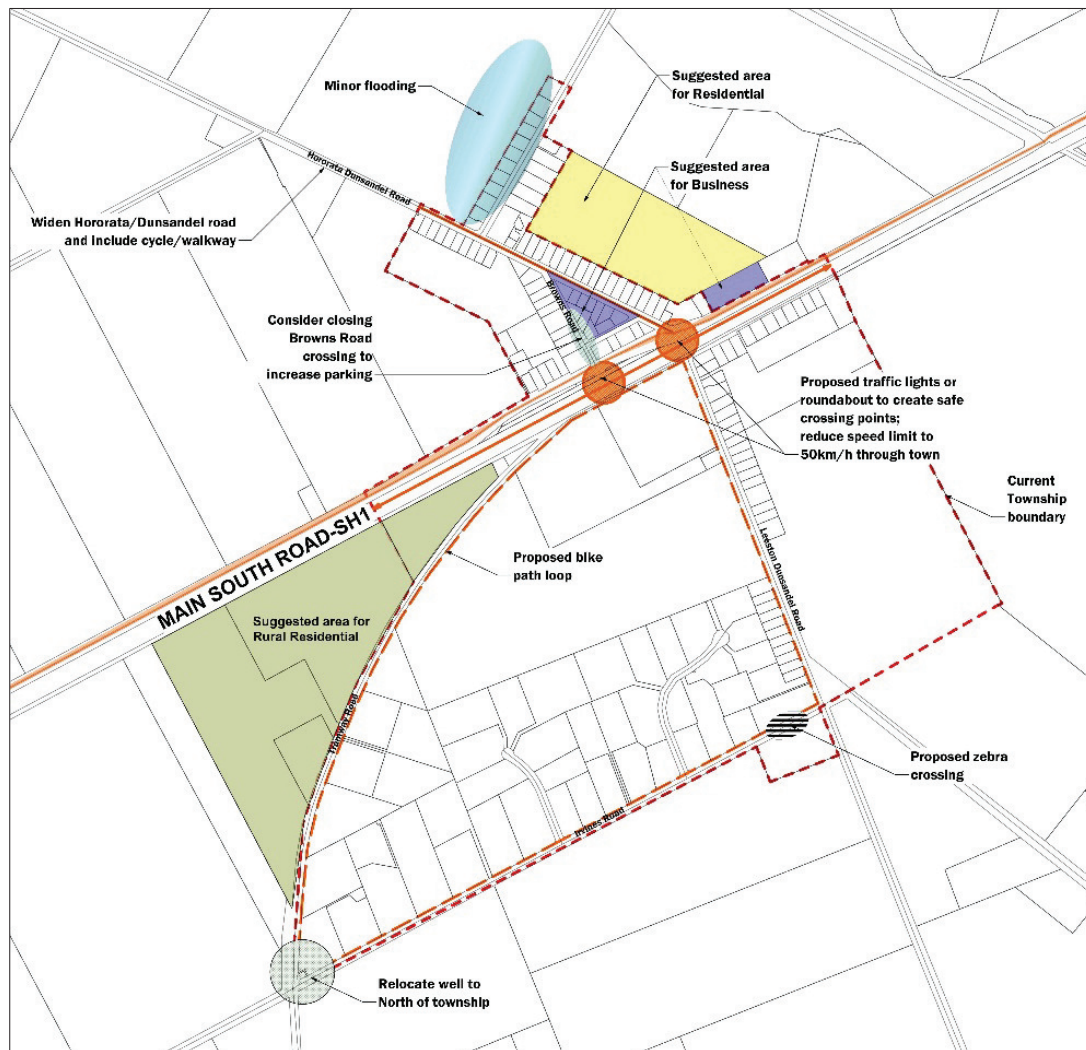 Minor flooding
Suggested area
for Residential
Suggested area
for Business
Hororata Dunsandel Road
Widen Hororata/Dunsandel road
and include cycle/walkway
Browns Road
Consider closing
Browns Road
crossing to
increase parking
Proposed traffic lights or
roundabout to create safe
crossing points;
reduce speed limit to
50km/h through town
Current
Township
boundary
MAIN SOUTH ROAD-SH1
Proposed bike
path loop
Leeston Dunsandel Road
Suggested area for
Rural Residential
Tramway Road
Proposed zebra
crossing
Irvines Road
Relocate well to
North of township